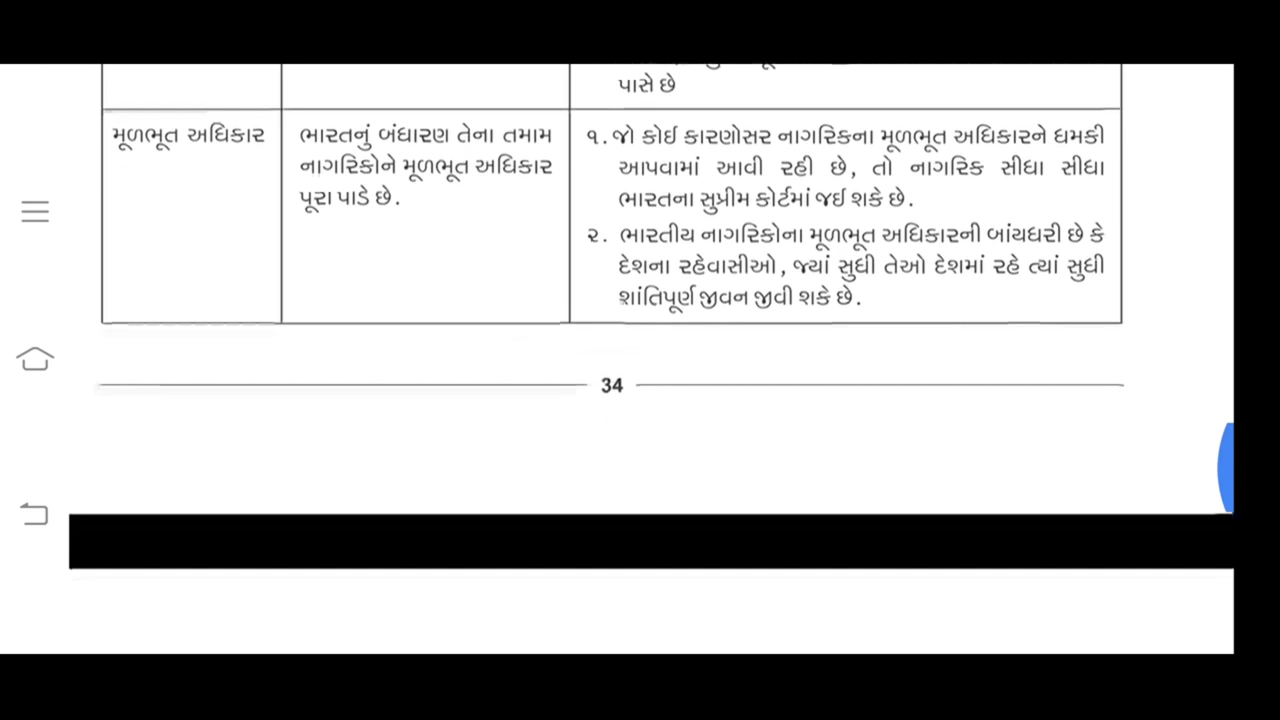 પાસે છે
મૂળભૂત અધિકાર
ભારતનું બંધારણ તેના તમામ
નાગરિકોને મૂળભૂત અધિકાર
પૂરા પાડે છે.
૧. જો કોઈ કારણોસર નાગરિકના મૂળભૂત અધિકારને ધમકી
આપવામાં આવી રહી છે, તો નાગરિક સીધા સીધા
ભારતના સુપ્રીમ કોર્ટમાં જઈ શકે છે.
૨. ભારતીય નાગરિકોના મૂળભૂત અધિકારની બાંયધરી છે કે
દેશના રહેવાસીઓ, જ્યાં સુધી તેઓ દેશમાં રહે ત્યાં સુધી
શાંતિપૂર્ણ જીવન જીવી શકે છે.
34